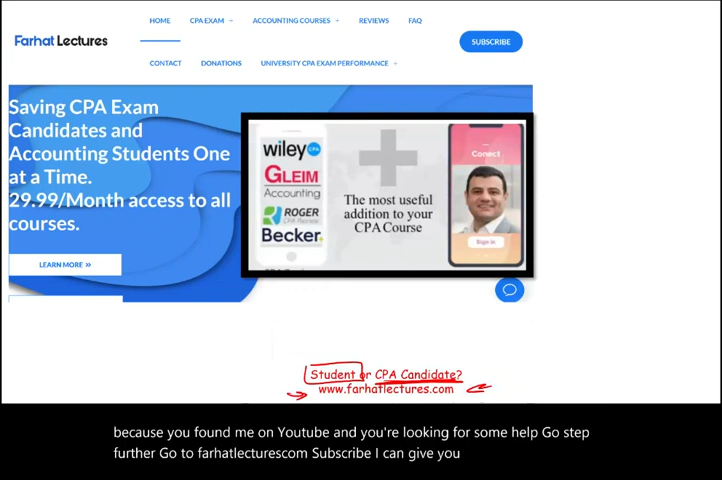 HOME
CPA EXAM
ACCOUNTING COURSES
REVIEWS
FAQ
Farhat Lectures
SUBSCRIBE
CONTACT
DONATIONS
UNIVERSITY CPA EXAM PERFORMANCE
Saving CPA Exam
Candidates and
Accounting Students One
at a Time.
29.99/Month access to all
courses.
LEARN MORE »
wiley CPA
GLEIM
Accounting
ROGER
CPA Review
Becker.
The most useful
addition to your
CPA Course
Conect
Sign in
Student or CPA Candidate?
www.farhatlectures.com
because you found me on Youtube and you're looking for some help Go step
further Go to farhatlecturescom Subscribe I can give you